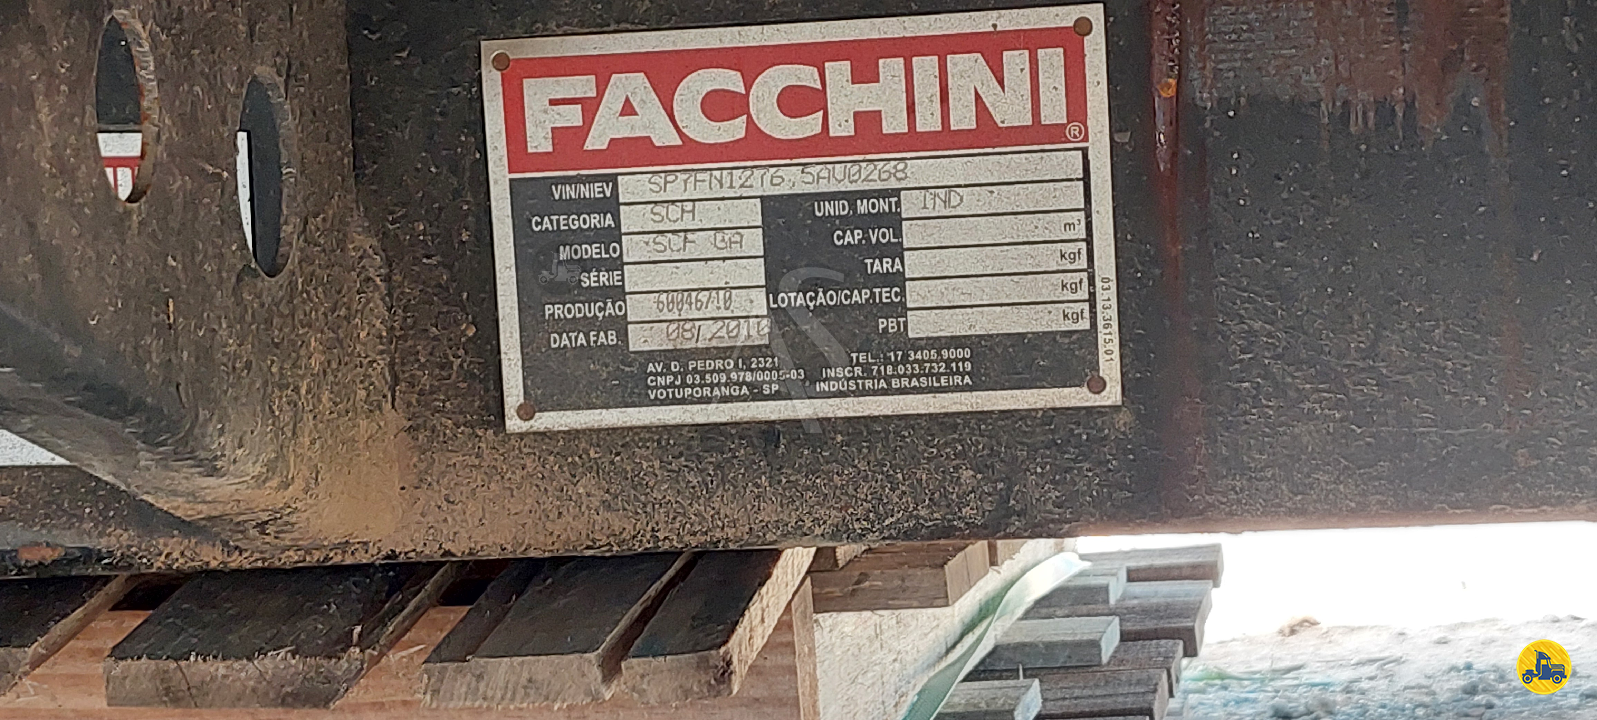 FACCHINI
®
VIN/NIEV SP7FN1276,5AV0268
CATEGORIA SCH UNID. MONT. IND
MODELO SCF GA CAP. VOL. m³
SÉRIE TARA kgf
PRODUÇÃO 60046710 LOTAÇÃO/CAP.TEC. kgf
DATA FAB. 08/2010 PBT kgf
AV. D. PEDRO I, 2321 TEL.: 17 3405.9000
CNPJ 03.509.978/0005-03 INSCR. 718.033.732.119
VOTUPORANGA - SP INDÚSTRIA BRASILEIRA
03.13.3615.01